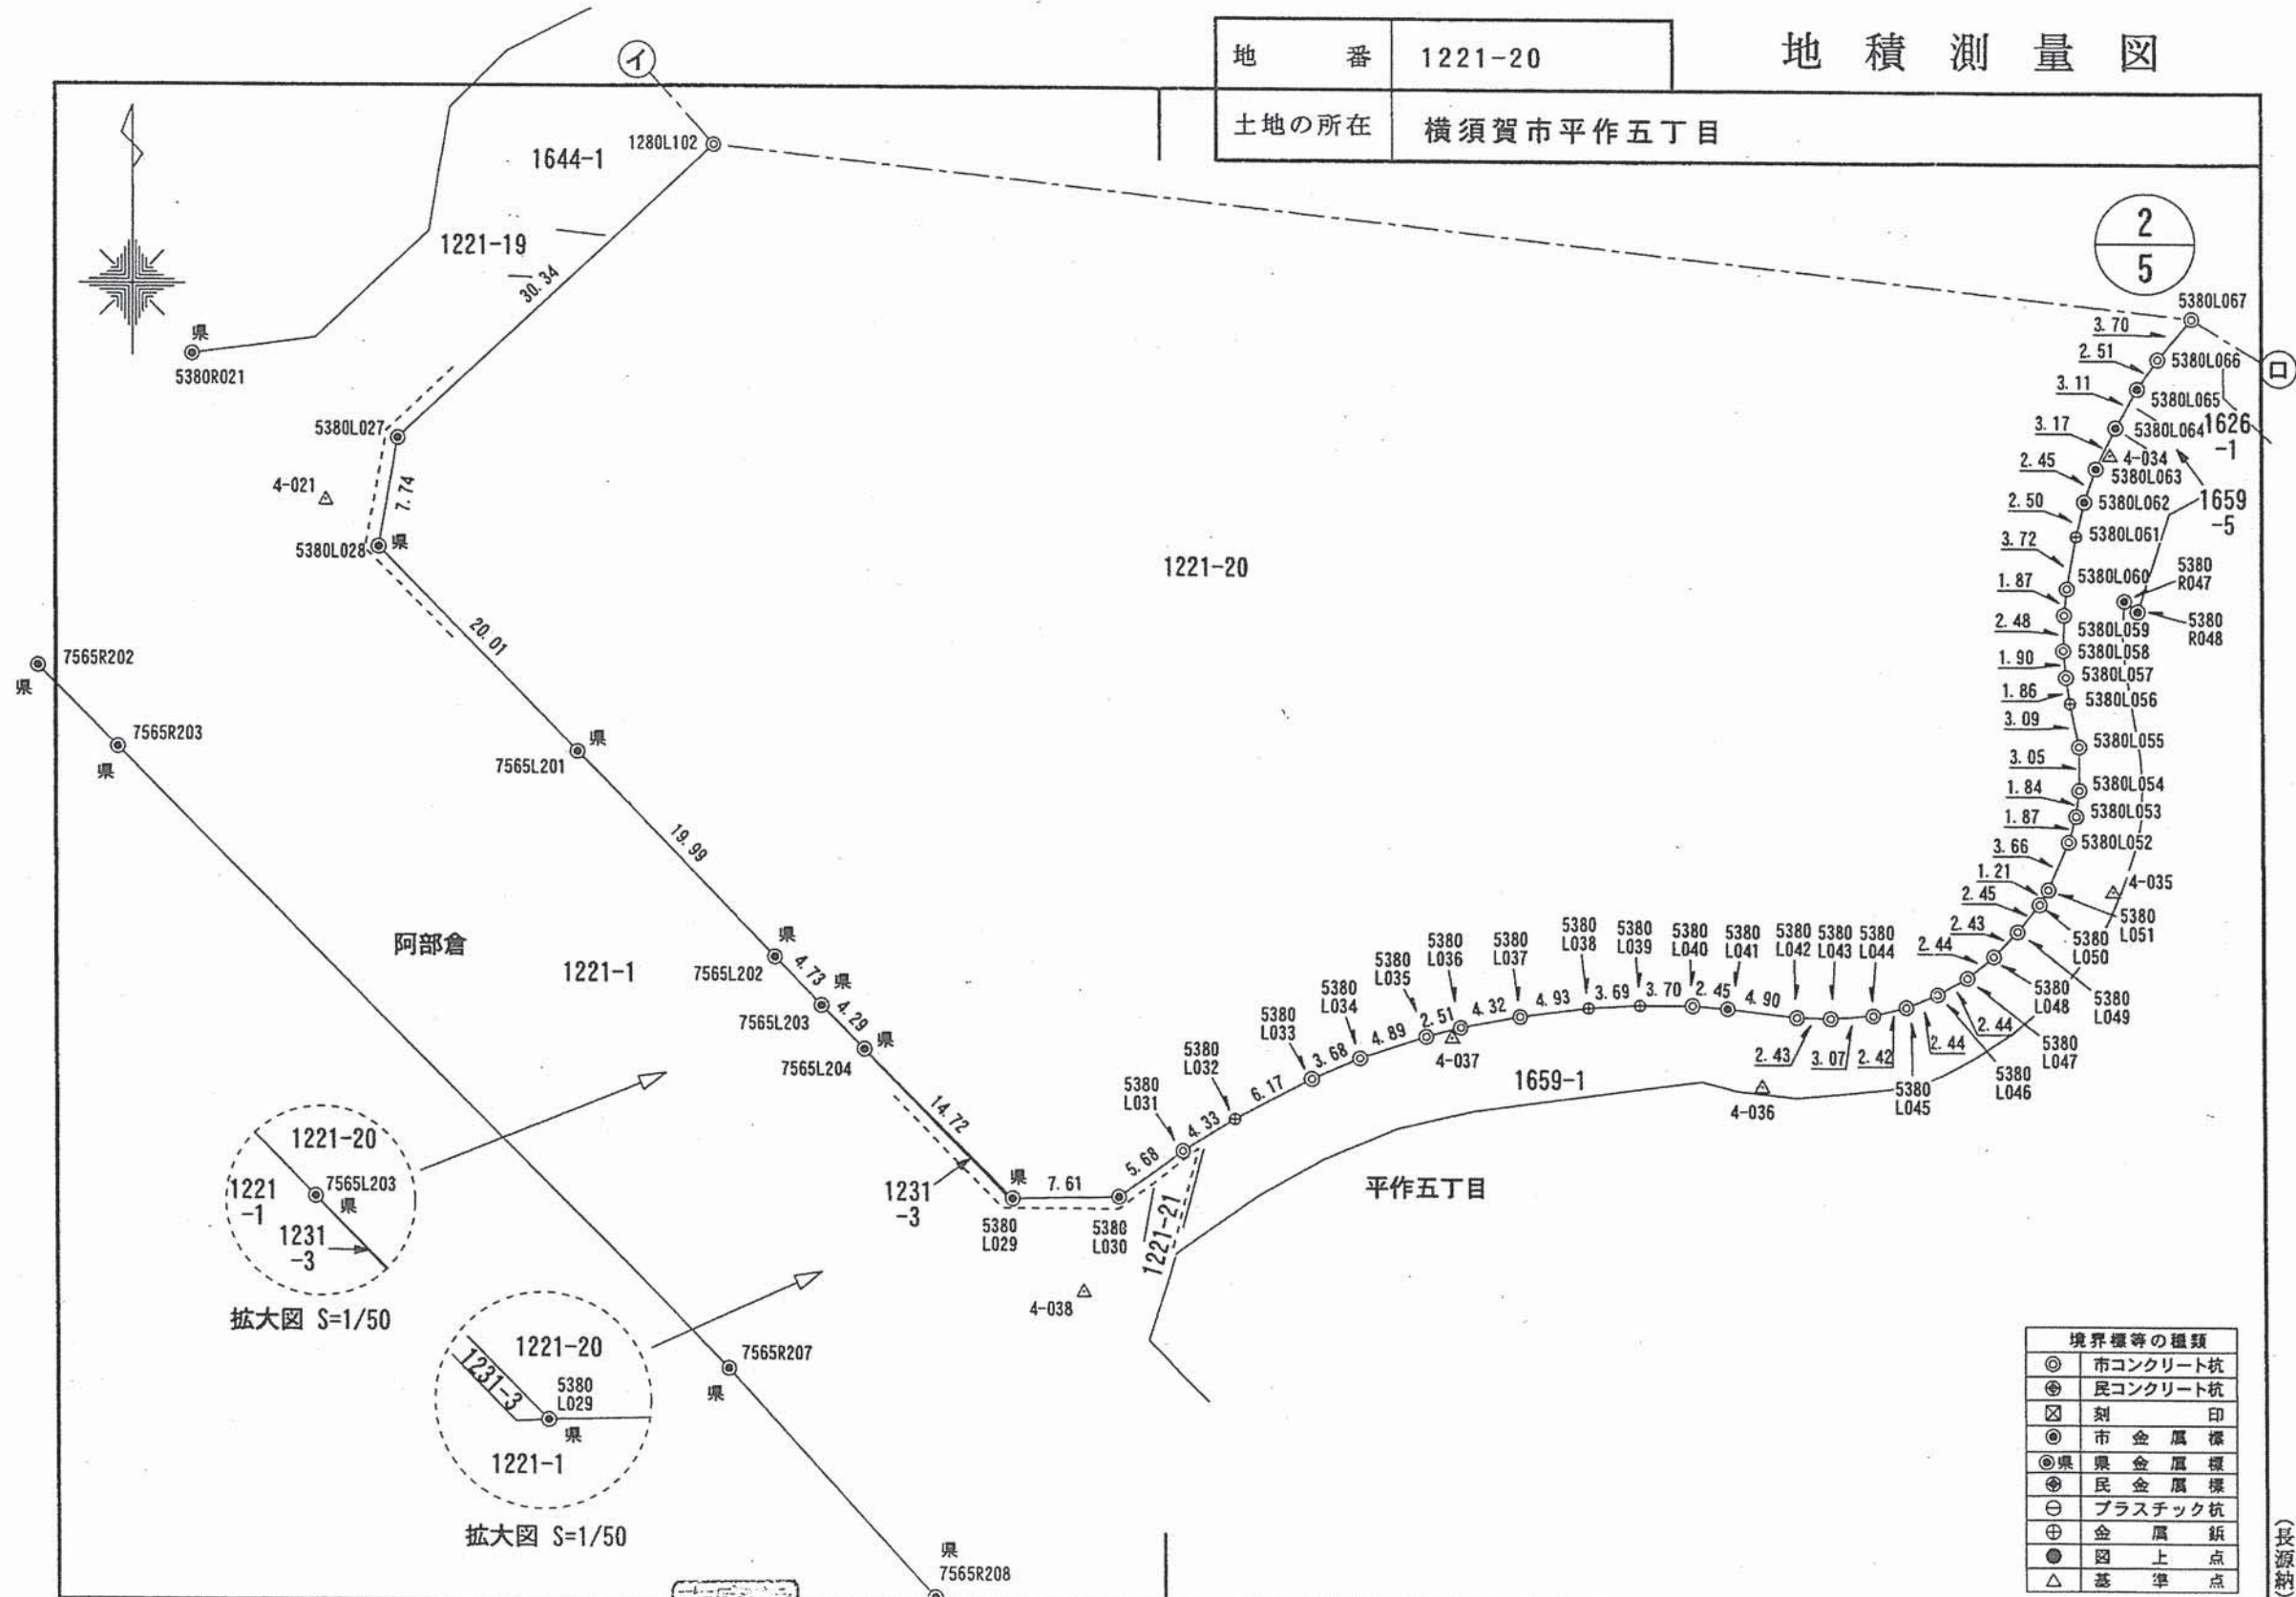 地積測量図
地番 1221-20
土地の所在 横須賀市平作五丁目
イ
1280L102
1644-1
1221-19
30.34
県
5380R021
5380L027
4-021
7.74
5380L028
県
20.01
1221-20
2
5
ロ
5380L067
3.70
5380L066
2.51
5380L065
3.11
5380L064
1626
-1
3.17
4-034
5380L063
2.45
5380L062
1659
-5
2.50
5380L061
3.72
5380L060
5380
R047
1.87
5380L059
5380
R048
2.48
5380L058
1.90
5380L057
1.86
5380L056
3.09
5380L055
3.05
5380L054
1.84
5380L053
1.87
5380L052
3.66
1.21
4-035
2.45
5380
L051
2.43
5380
L050
2.44
5380
L049
5380
L048
2.44
5380
L047
2.44
5380
L046
2.42
5380
L045
7565R202
県
7565R203
県
県
7565L201
19.99
阿部倉
1221-1
県
7565L202
4.73
県
7565L203
4.29
県
7565L204
14.72
1231
-3
県
5380
L029
7.61
5380
L030
5.68
5380
L031
4.33
5380
L032
6.17
5380
L033
3.68
5380
L034
4.89
5380
L035
2.51
5380
L036
4.32
4-037
5380
L037
4.93
5380
L038
3.69
5380
L039
3.70
5380
L040
2.45
5380
L041
4.90
5380
L042
2.43
5380
L043
3.07
5380
L044
1659-1
4-036
1221-21
平作五丁目
4-038
1221-20
1221
-1
7565L203
県
1231
-3
拡大図 S=1/50
1221-20
1231-3
5380
L029
県
1221-1
拡大図 S=1/50
7565R207
県
県
7565R208
境界標等の種類
◎ 市コンクリート杭
民コンクリート杭
刻印
市金属標
県 県金属標
民金属標
⊖ プラスチック杭
⊕ 金属鋲
● 図上点
△ 基準点
(長源納)